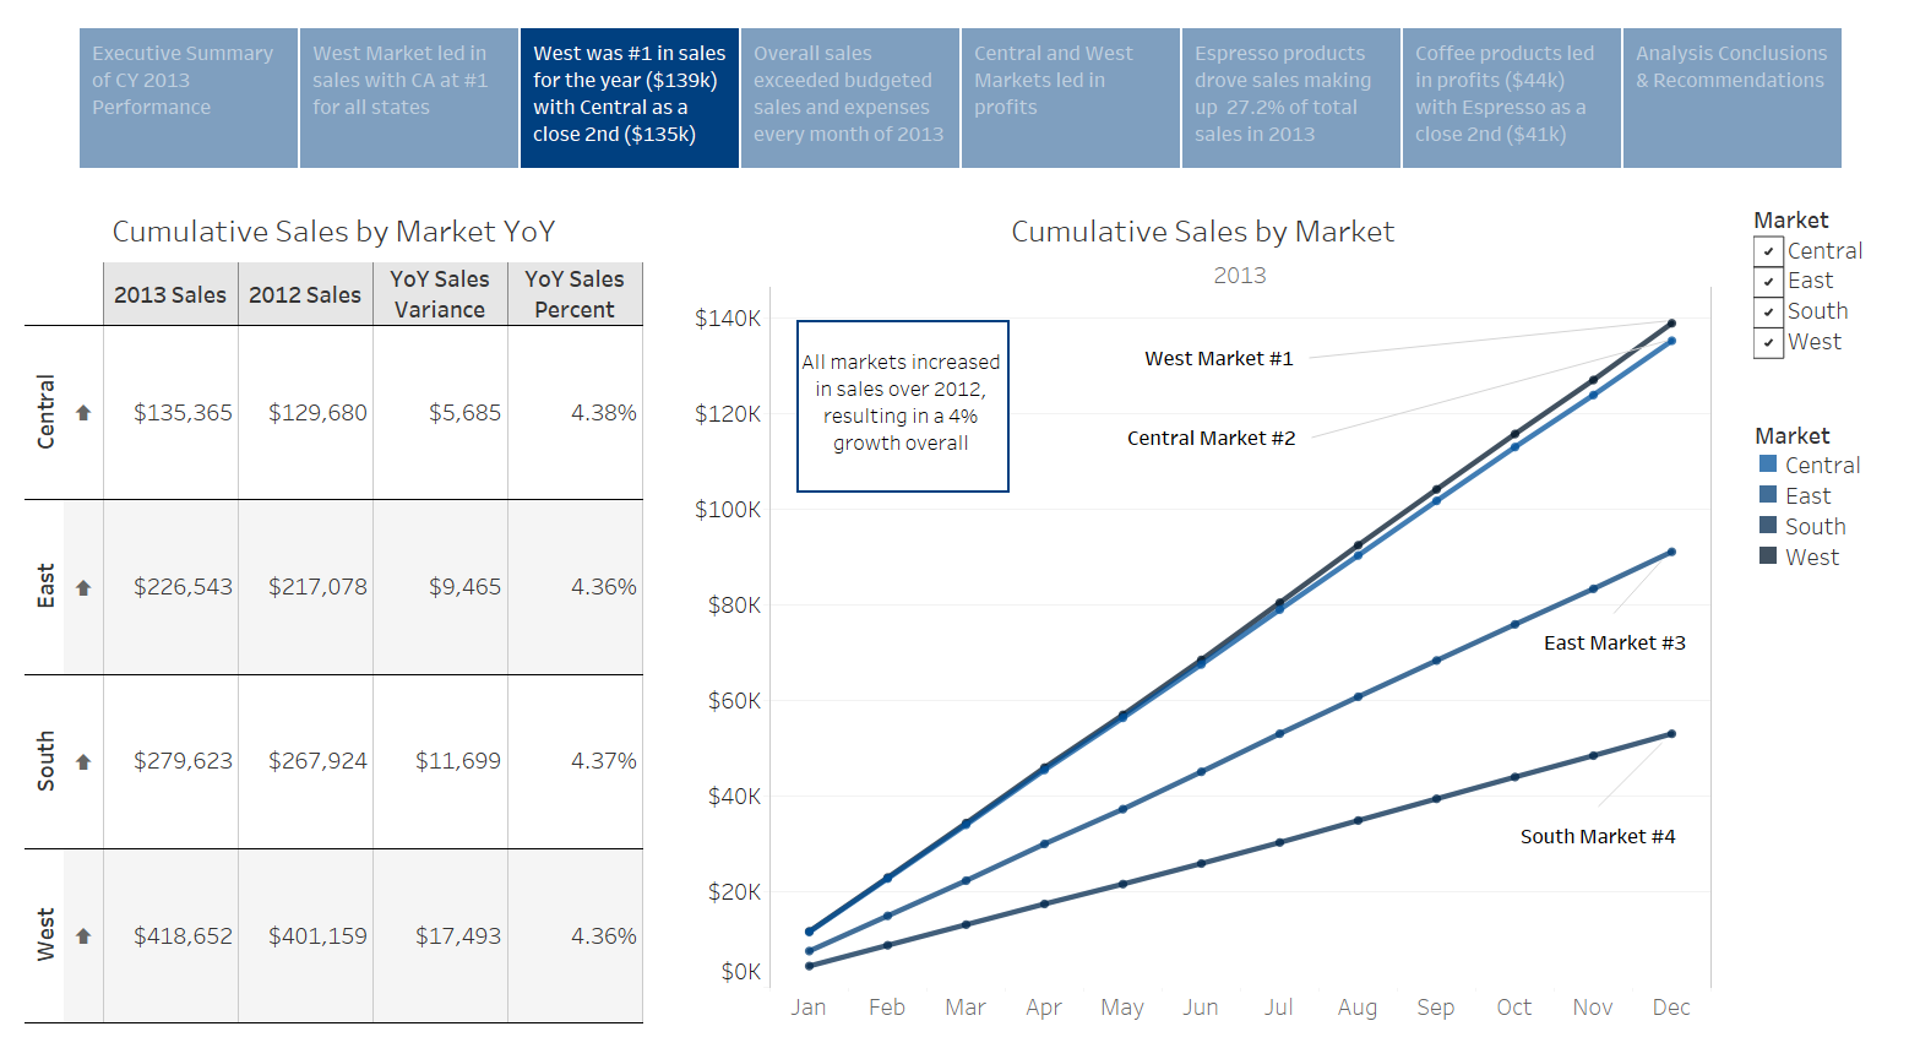 Executive Summary
of CY 2013
Performance
West Market led in
sales with CA at #1
for all states
West was #1 in sales
for the year ($139k)
with Central as a
close 2nd ($135k)
Overall sales
exceeded budgeted
sales and expenses
every month of 2013
Central and West
Markets led in
profits
Espresso products
drove sales making
up 27.2% of total
sales in 2013
Coffee products led
in profits ($44k)
with Espresso as a
close 2nd ($41k)
Analysis Conclusions
& Recommendations
Cumulative Sales by Market YoY
2013 Sales 2012 Sales YoY Sales Variance YoY Sales Percent
Central $135,365 $129,680 $5,685 4.38%
East $226,543 $217,078 $9,465 4.36%
South $279,623 $267,924 $11,699 4.37%
West $418,652 $401,159 $17,493 4.36%
Cumulative Sales by Market
2013
$140K
$120K
$100K
$80K
$60K
$40K
$20K
$0K
All markets increased
in sales over 2012,
resulting in a 4%
growth overall
West Market #1
Central Market #2
East Market #3
South Market #4
Jan Feb Mar Apr May Jun Jul Aug Sep Oct Nov Dec
Market
Central
East
South
West
Market
Central
East
South
West